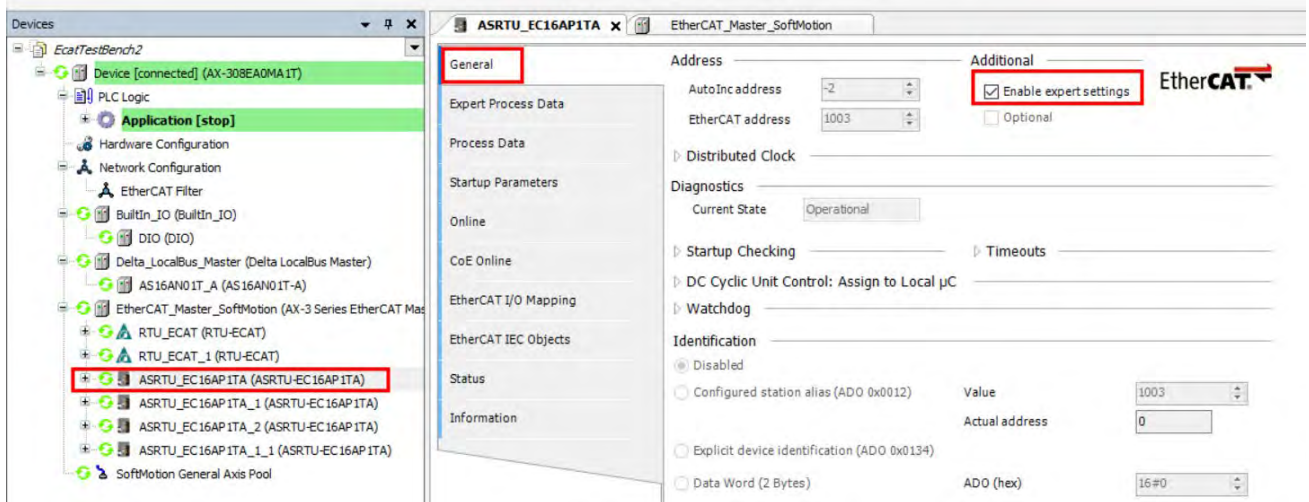 Devices
EcatTestBench2
Device [connected] (AX-308EA0MA1T)
PLC Logic
Application [stop]
Hardware Configuration
Network Configuration
EtherCAT Filter
BuiltIn_IO (BuiltIn_IO)
DIO (DIO)
Delta_LocalBus_Master (Delta LocalBus Master)
AS16AN01T_A (AS16AN01T-A)
EtherCAT_Master_SoftMotion (AX-3 Series EtherCAT Mas
RTU_ECAT (RTU-ECAT)
RTU_ECAT_1 (RTU-ECAT)
ASRTU_EC16AP1TA (ASRTU-EC16AP1TA)
ASRTU_EC16AP1TA_1 (ASRTU-EC16AP1TA)
ASRTU_EC16AP1TA_2 (ASRTU-EC16AP1TA)
ASRTU_EC16AP1TA_1_1 (ASRTU-EC16AP1TA)
SoftMotion General Axis Pool
ASRTU_EC16AP1TA EtherCAT_Master_SoftMotion
General
Expert Process Data
Process Data
Startup Parameters
Online
CoE Online
EtherCAT I/O Mapping
EtherCAT IEC Objects
Status
Information
Address Additional
AutoInc address -2 Enable expert settings EtherCAT.
EtherCAT address 1003 Optional
Distributed Clock
Diagnostics
Current State Operational
Startup Checking Timeouts
DC Cyclic Unit Control: Assign to Local µC
Watchdog
Identification
Disabled
Configured station alias (ADO 0x0012) Value 1003
Actual address 0
Explicit device identification (ADO 0x0134)
Data Word (2 Bytes) ADO (hex) 16#0